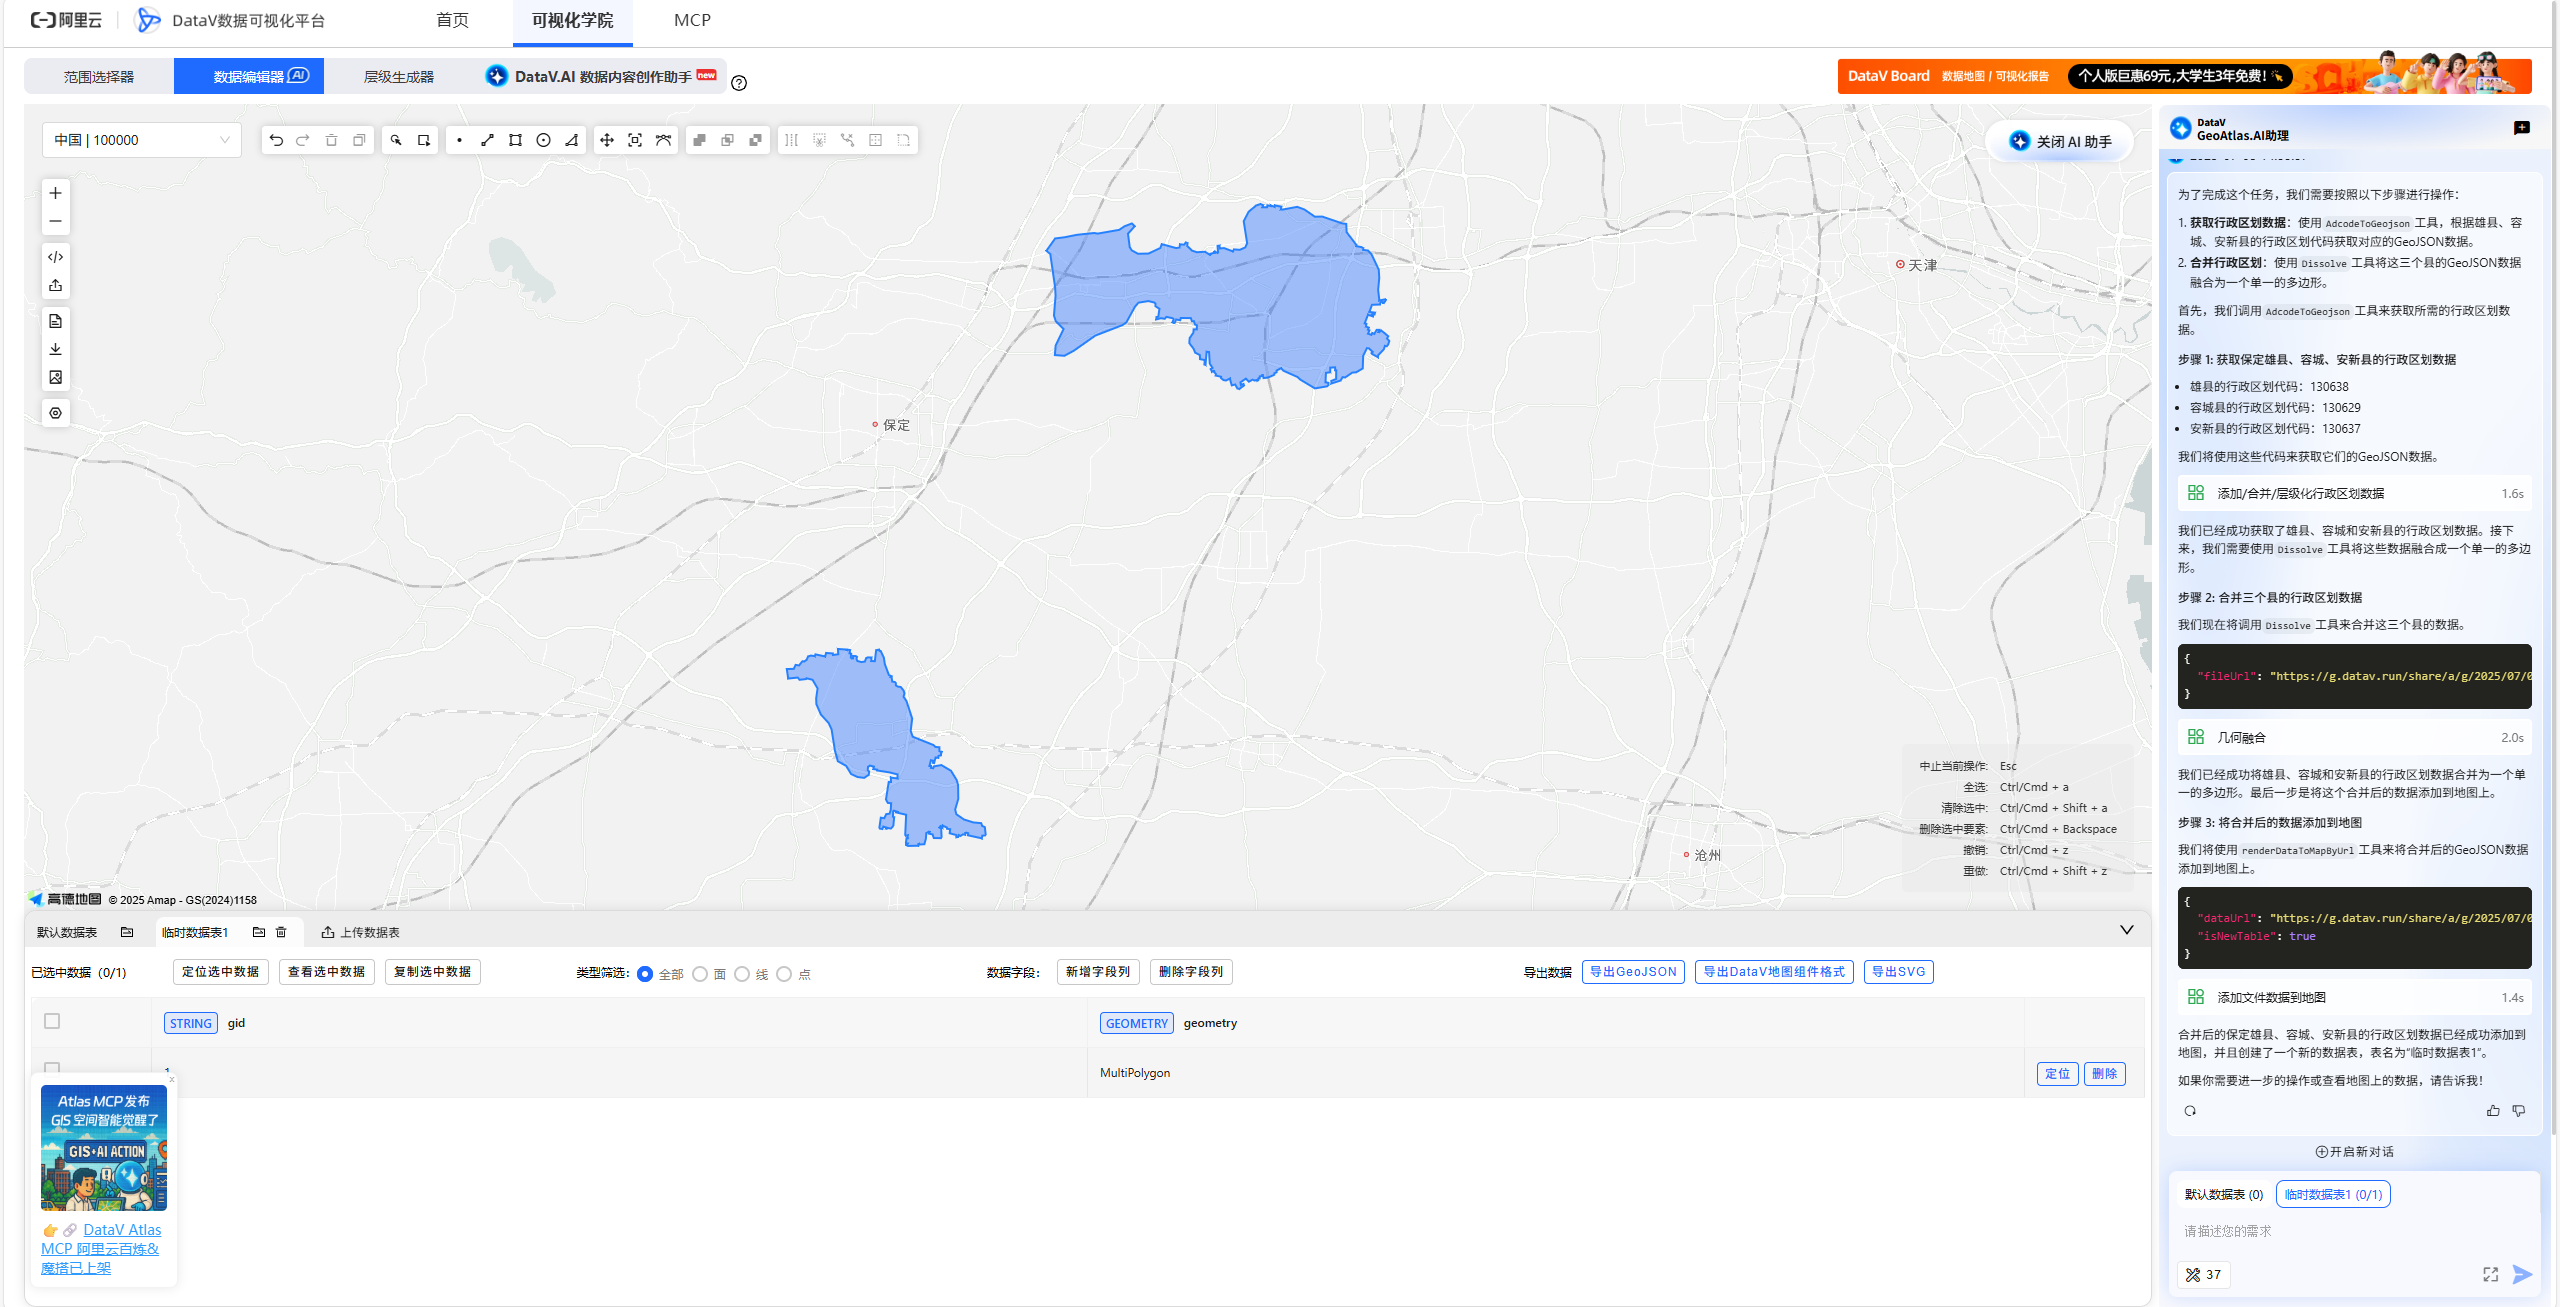 阿里云 DataV数据可视化平台 首页 可视化学院 MCP
范围选择器 数据编辑器 AI 层级生成器 DataV.AI 数据内容创作助手 new
DataV Board 数据地图 / 可视化报告 个人版巨惠69元,大学生3年免费!
中国 | 100000
关闭 AI 助手
天津
保定
沧州
中止当前操作: Esc
全选: Ctrl/Cmd + a
清除选中: Ctrl/Cmd + Shift + a
删除选中要素: Ctrl/Cmd + Backspace
撤销: Ctrl/Cmd + z
重做: Ctrl/Cmd + Shift + z
高德地图 © 2025 Amap - GS(2024)1158
默认数据表 临时数据表1 上传数据表
已选中数据 (0/1) 定位选中数据 查看选中数据 复制选中数据 类型筛选: 全部 面 线 点 数据字段: 新增字段列 删除字段列 导出数据 导出GeoJSON 导出DataV地图组件格式 导出SVG
STRING gid GEOMETRY geometry
MultiPolygon 定位 删除
Atlas MCP 发布
GIS 空间智能觉醒了
GIS+AI ACTION
👉 🔗 DataV Atlas
MCP 阿里云百炼&
魔搭已上架
DataV
GeoAtlas.AI助理
为了完成这个任务，我们需要按照以下步骤进行操作：
1. 获取行政区划数据：使用 AdcodeToGeojson 工具，根据雄县、容
城、安新县的行政区划代码获取对应的GeoJSON数据。
2. 合并行政区划：使用 Dissolve 工具将这三个县的GeoJSON数据
融合为一个单一的多边形。
首先，我们调用 AdcodeToGeojson 工具来获取所需的行政区划数
据。
步骤 1: 获取保定雄县、容城、安新县的行政区划数据
• 雄县的行政区划代码：130638
• 容城县的行政区划代码：130629
• 安新县的行政区划代码：130637
我们将使用这些代码来获取它们的GeoJSON数据。
添加/合并/层级化行政区划数据 1.6s
我们已经成功获取了雄县、容城和安新县的行政区划数据。接下
来，我们需要使用 Dissolve 工具将这些数据融合成一个单一的多边
形。
步骤 2: 合并三个县的行政区划数据
我们现在将调用 Dissolve 工具来合并这三个县的数据。
{
"fileUrl": "https://g.datav.run/share/a/g/2025/07/0
}
几何融合 2.0s
我们已经成功将雄县、容城和安新县的行政区划数据合并为一个单
一的多边形。最后一步是将这个合并后的数据添加到地图上。
步骤 3: 将合并后的数据添加到地图
我们将使用 renderDataToMapByUrl 工具来将合并后的GeoJSON数据
添加到地图上。
{
"dataUrl": "https://g.datav.run/share/a/g/2025/07/0
"isNewTable": true
}
添加文件数据到地图 1.4s
合并后的保定雄县、容城、安新县的行政区划数据已经成功添加到
地图，并且创建了一个新的数据表，表名为“临时数据表1”。
如果你需要进一步的操作或查看地图上的数据，请告诉我！
开启新对话
默认数据表 (0) 临时数据表1 (0/1)
请描述您的需求
37